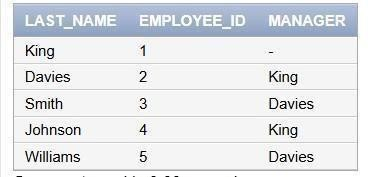 LAST_NAME EMPLOYEE_ID MANAGER
King 1 -
Davies 2 King
Smith 3 Davies
Johnson 4 King
Williams 5 Davies